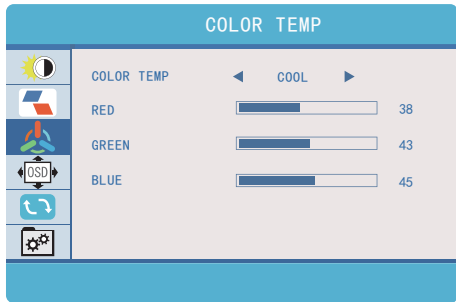 COLOR TEMP
COLOR TEMP COOL
RED 38
GREEN 43
OSD
BLUE 45